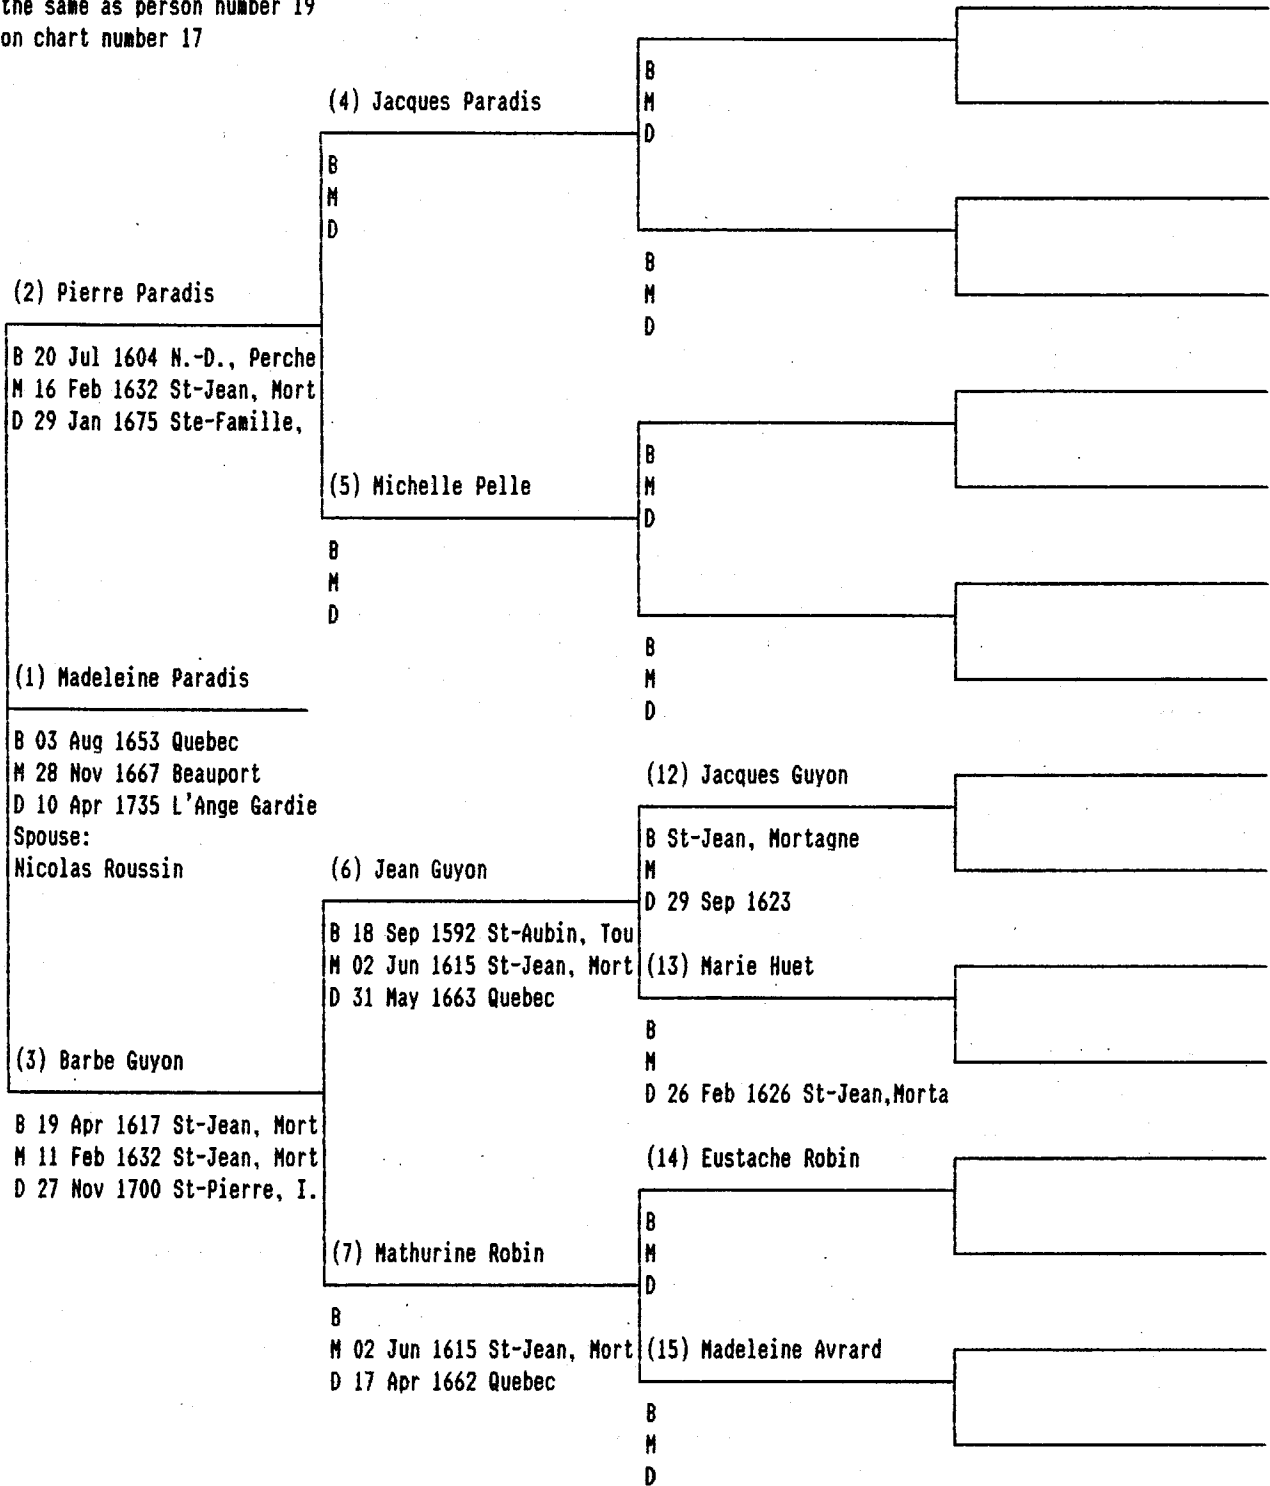 the same as person number 19
on chart number 17
B
M
D
(4) Jacques Paradis
B
M
D
B
M
D
(2) Pierre Paradis
B 20 Jul 1604 N.-D., Perche
M 16 Feb 1632 St-Jean, Mort
D 29 Jan 1675 Ste-Famille,
B
M
D
(5) Michelle Pelle
B
M
D
B
M
D
(1) Madeleine Paradis
B 03 Aug 1653 Quebec
M 28 Nov 1667 Beauport
D 10 Apr 1735 L'Ange Gardie
Spouse:
Nicolas Roussin
(12) Jacques Guyon
B St-Jean, Mortagne
M
D 29 Sep 1623
(6) Jean Guyon
B 18 Sep 1592 St-Aubin, Tou
M 02 Jun 1615 St-Jean, Mort
D 31 May 1663 Quebec
(13) Marie Huet
B
M
D 26 Feb 1626 St-Jean,Morta
(3) Barbe Guyon
B 19 Apr 1617 St-Jean, Mort
M 11 Feb 1632 St-Jean, Mort
D 27 Nov 1700 St-Pierre, I.
(14) Eustache Robin
B
M
D
(7) Mathurine Robin
B
M 02 Jun 1615 St-Jean, Mort
D 17 Apr 1662 Quebec
(15) Madeleine Avrard
B
M
D